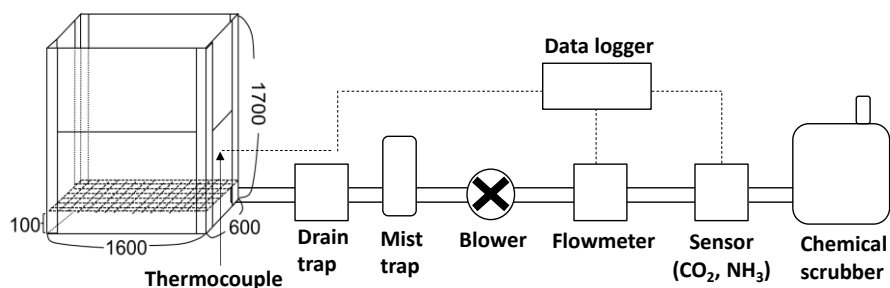 Data logger
1700
100
1600
600
Thermocouple
Drain
trap
Mist
trap
Blower
Flowmeter
Sensor
(CO₂, NH₃)
Chemical
scrubber